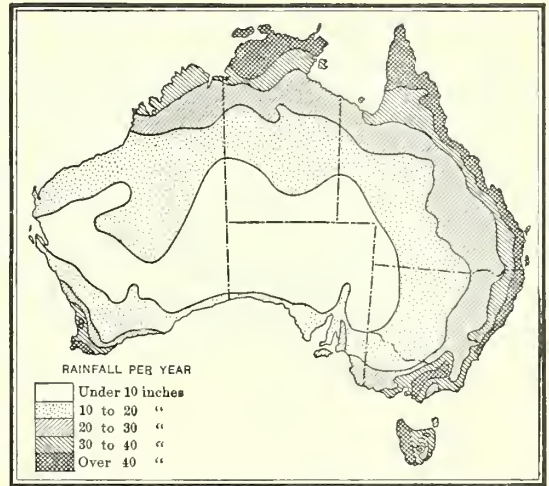 RAINFALL PER YEAR
Under 10 inches
10 to 20 "
20 to 30 "
30 to 40 "
Over 40 "